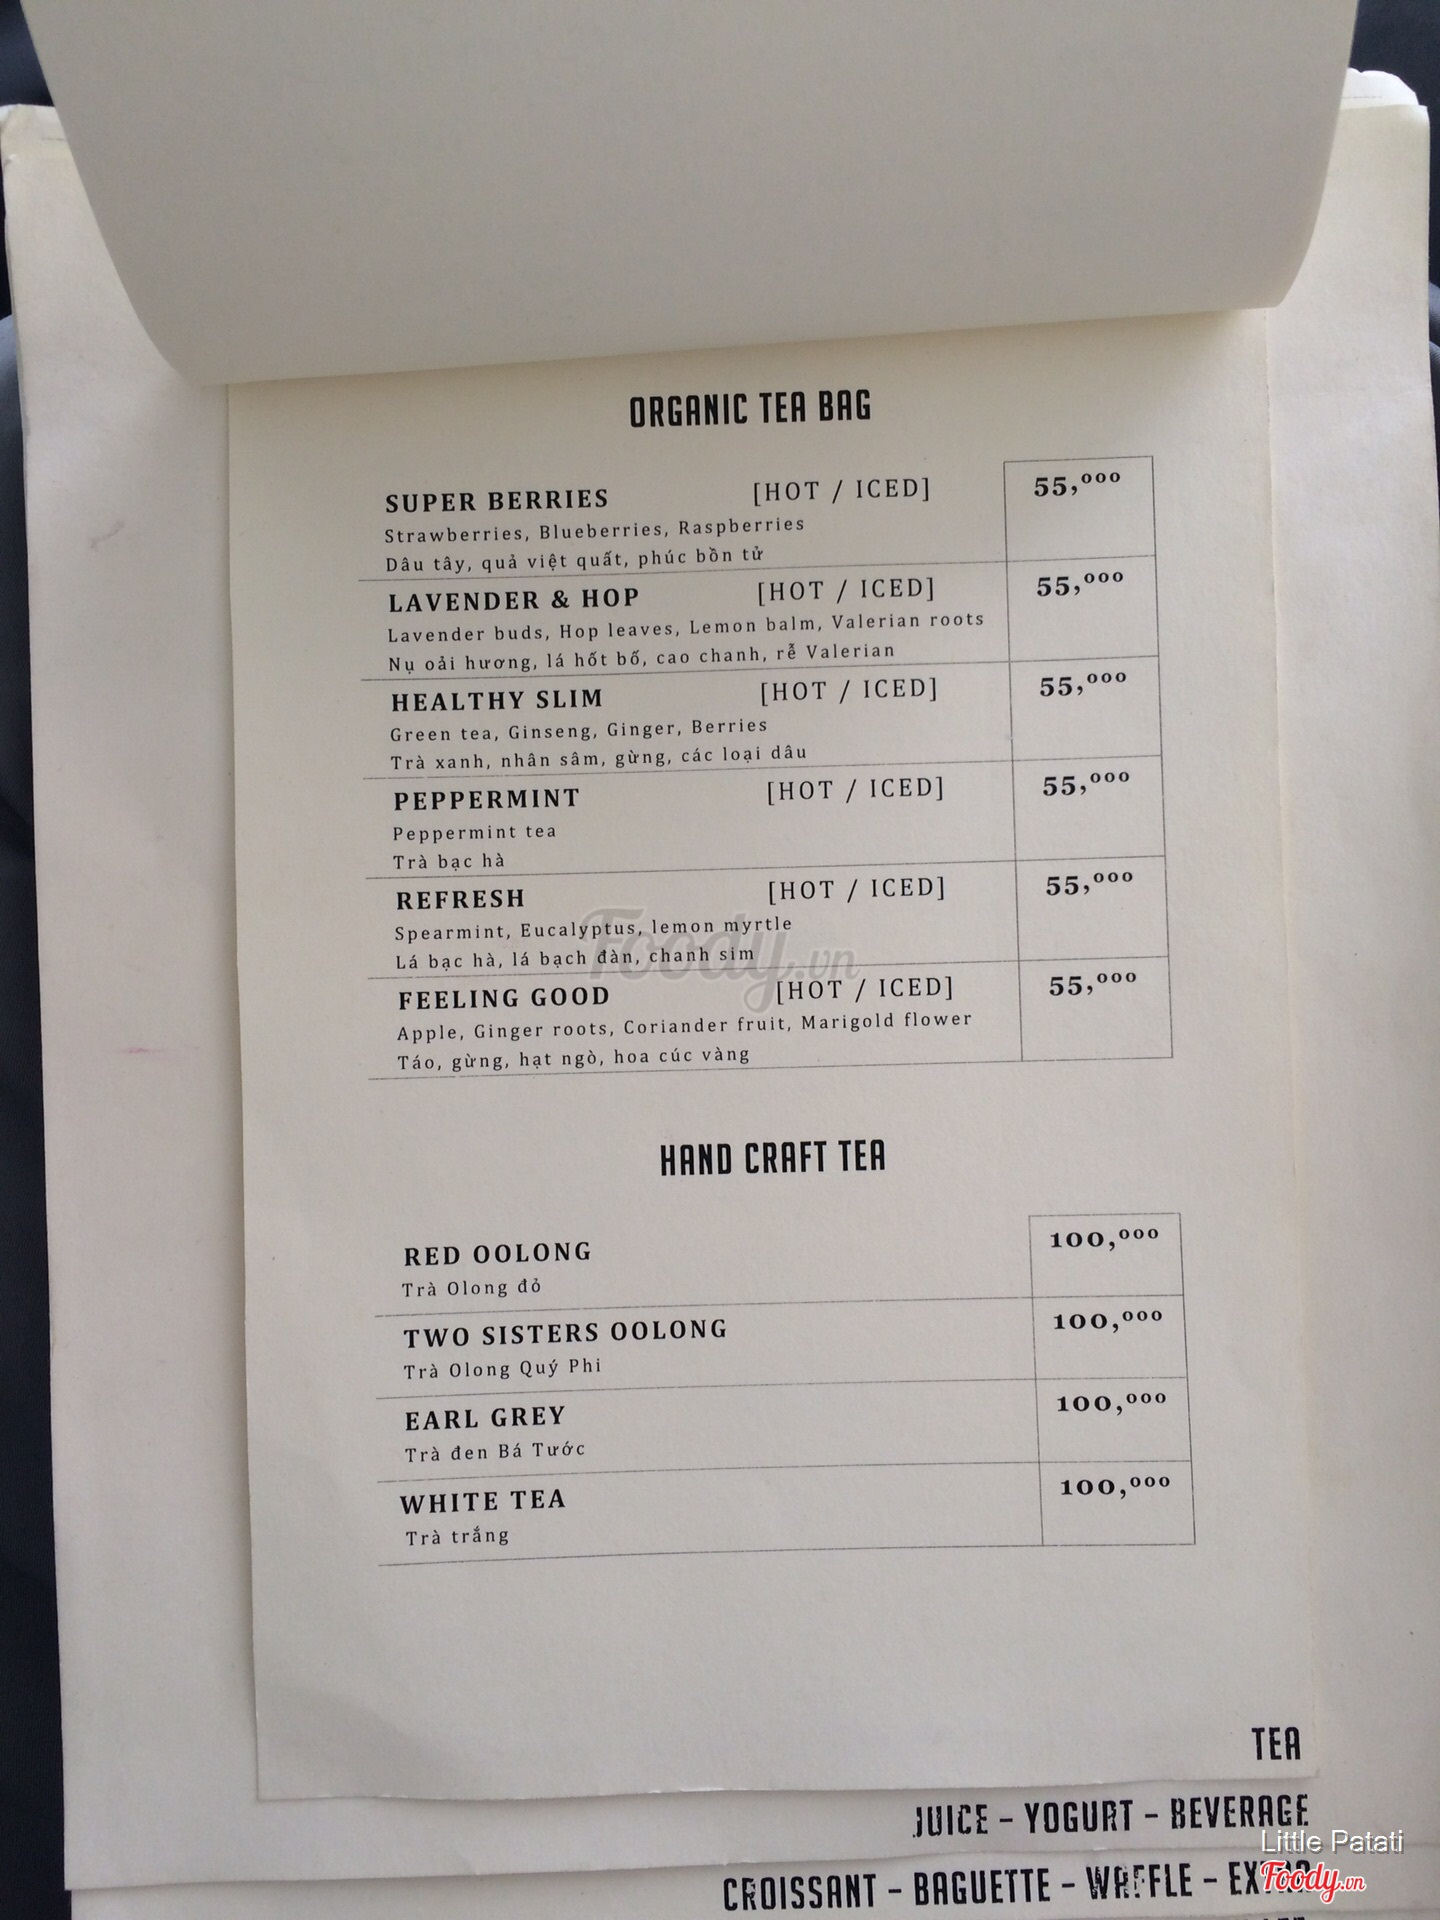 ORGANIC TEA BAG
SUPER BERRIES [HOT / ICED] 55,000
Strawberries, Blueberries, Raspberries
Dâu tây, quả việt quất, phúc bồn tử
LAVENDER & HOP [HOT / ICED] 55,000
Lavender buds, Hop leaves, Lemon balm, Valerian roots
Nụ oải hương, lá hốt bố, cao chanh, rễ Valerian
HEALTHY SLIM [HOT / ICED] 55,000
Green tea, Ginseng, Ginger, Berries
Trà xanh, nhân sâm, gừng, các loại dâu
PEPPERMINT [HOT / ICED] 55,000
Peppermint tea
Trà bạc hà
REFRESH [HOT / ICED] 55,000
Spearmint, Eucalyptus, lemon myrtle
Lá bạc hà, lá bạch đàn, chanh sim
Foody.vn
FEELING GOOD [HOT / ICED] 55,000
Apple, Ginger roots, Coriander fruit, Marigold flower
Táo, gừng, hạt ngò, hoa cúc vàng
HAND CRAFT TEA
RED OOLONG 100,000
Trà Olong đỏ
TWO SISTERS OOLONG 100,000
Trà Olong Quý Phi
EARL GREY 100,000
Trà đen Bá Tước
WHITE TEA 100,000
Trà trắng
TEA
JUICE – YOGURT – BEVERAGE
Little Patati
CROISSANT – BAGUETTE – WAFFLE – EXTRA
Foody.vn